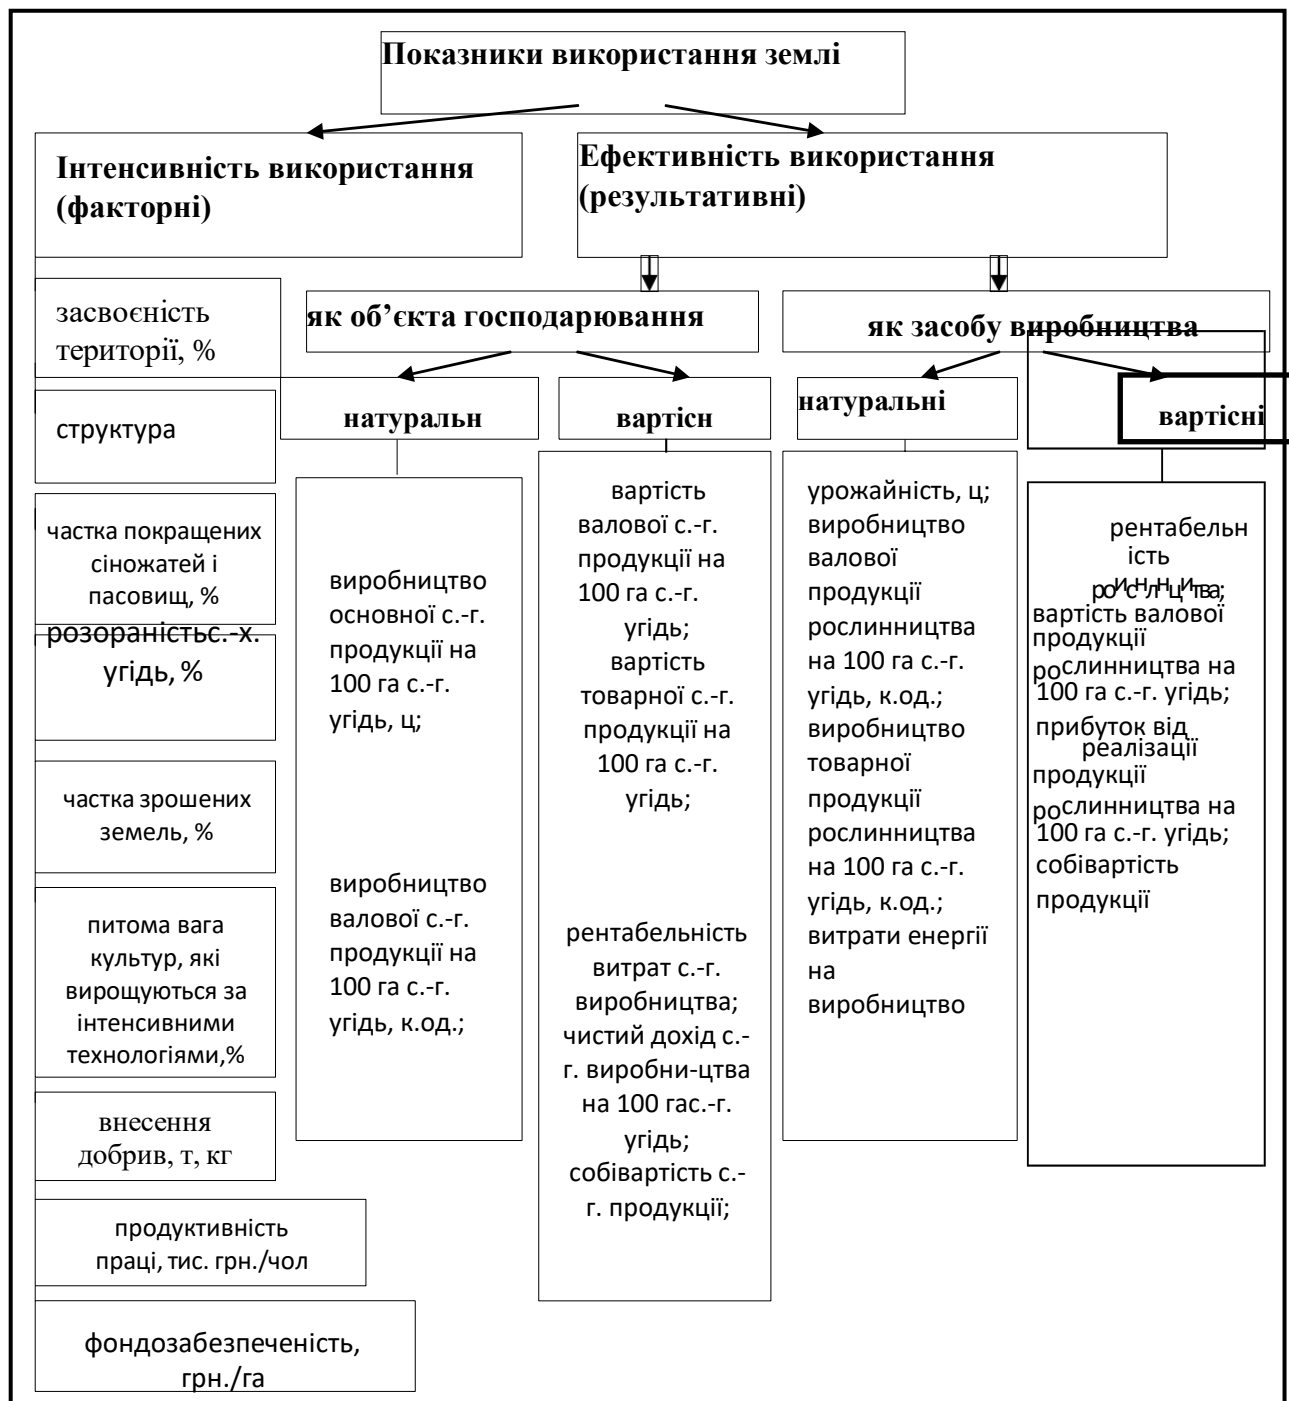 Показники використання землі
Інтенсивність використання
(факторні)
Ефективність використання
(результативні)
засвоєність
території, %
структура
частка покращених
сіножатей і
пасовищ, %
розораністьс.-х.
угідь, %
частка зрошених
земель, %
питома вага
культур, які
вирощуються за
інтенсивними
технологіями,%
внесення
добрив, т, кг
продуктивність
праці, тис. грн./чол
фондозабезпеченість,
грн./га
як об’єкта господарювання
як засобу виробництва
натуральн
вартісн
натуральні
вартісні
виробництво
основної с.-г.
продукції на
100 га с.-г.
угідь, ц;
виробництво
валової с.-г.
продукції на
100 га с.-г.
угідь, к.од.;
вартість
валової с.-г.
продукції на
100 га с.-г.
угідь;
вартість
товарної с.-г.
продукції на
100 га с.-г.
угідь;
рентабельність
витрат с.-г.
виробництва;
чистий дохід с.-
г. виробни-цтва
на 100 гас.-г.
угідь;
собівартість с.-
г. продукції;
урожайність, ц;
виробництво
валової
продукції
рослинництва
на 100 га с.-г.
угідь, к.од.;
виробництво
товарної
продукції
рослинництва
на 100 га с.-г.
угідь, к.од.;
витрати енергії
на
виробництво
рентабельн
ість
вартість валової
продукції
рослинництва на
100 га с.-г. угідь;
прибуток від
реалізації
продукції
рослинництва на
100 га с.-г. угідь;
собівартість
продукції